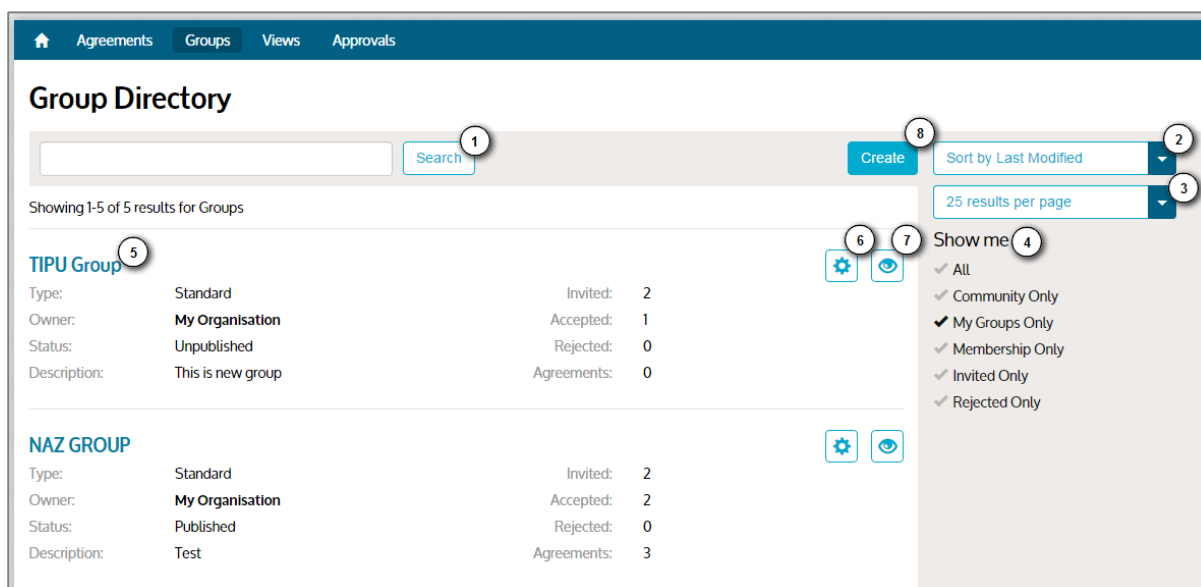 Agreements Groups Views Approvals
Group Directory
1
Search
8
Create
Sort by Last Modified
2
25 results per page
3
Showing 1-5 of 5 results for Groups
Show me 4
All
Community Only
My Groups Only
Membership Only
Invited Only
Rejected Only
TIPU Group 5
6 7
Type: Standard Invited: 2
Owner: My Organisation Accepted: 1
Status: Unpublished Rejected: 0
Description: This is new group Agreements: 0
NAZ GROUP
Type: Standard Invited: 2
Owner: My Organisation Accepted: 2
Status: Published Rejected: 0
Description: Test Agreements: 3